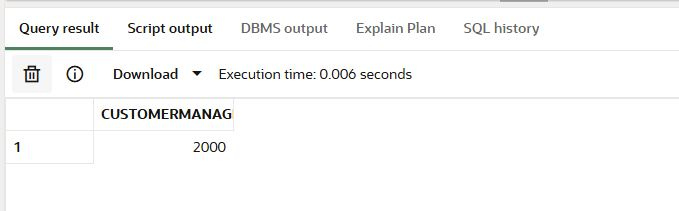 Query result Script output DBMS output Explain Plan SQL history
Download Execution time: 0.006 seconds
CUSTOMERMANAG
1 2000